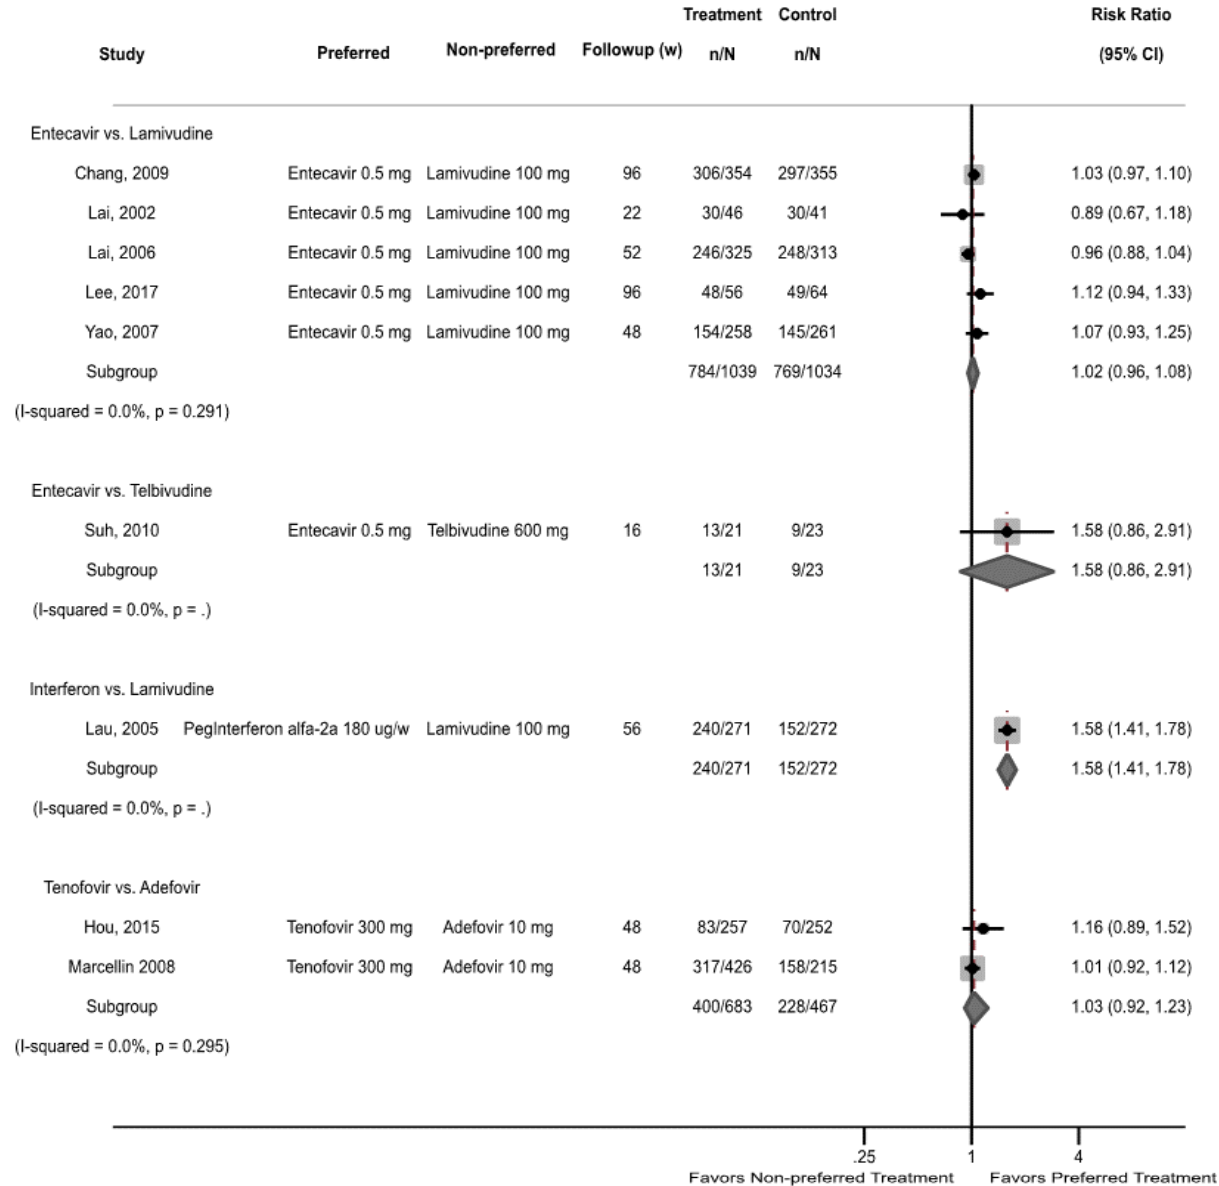 Treatment Control Risk Ratio
Study Preferred Non-preferred Followup (w) n/N n/N (95% CI)
Entecavir vs. Lamivudine
Chang, 2009 Entecavir 0.5 mg Lamivudine 100 mg 96 306/354 297/355 1.03 (0.97, 1.10)
Lai, 2002 Entecavir 0.5 mg Lamivudine 100 mg 22 30/46 30/41 0.89 (0.67, 1.18)
Lai, 2006 Entecavir 0.5 mg Lamivudine 100 mg 52 246/325 248/313 0.96 (0.88, 1.04)
Lee, 2017 Entecavir 0.5 mg Lamivudine 100 mg 96 48/56 49/64 1.12 (0.94, 1.33)
Yao, 2007 Entecavir 0.5 mg Lamivudine 100 mg 48 154/258 145/261 1.07 (0.93, 1.25)
Subgroup 784/1039 769/1034 1.02 (0.96, 1.08)
(I-squared = 0.0%, p = 0.291)
Entecavir vs. Telbivudine
Suh, 2010 Entecavir 0.5 mg Telbivudine 600 mg 16 13/21 9/23 1.58 (0.86, 2.91)
Subgroup 13/21 9/23 1.58 (0.86, 2.91)
(I-squared = 0.0%, p = .)
Interferon vs. Lamivudine
Lau, 2005 PegInterferon alfa-2a 180 ug/w Lamivudine 100 mg 56 240/271 152/272 1.58 (1.41, 1.78)
Subgroup 240/271 152/272 1.58 (1.41, 1.78)
(I-squared = 0.0%, p = .)
Tenofovir vs. Adefovir
Hou, 2015 Tenofovir 300 mg Adefovir 10 mg 48 83/257 70/252 1.16 (0.89, 1.52)
Marcellin 2008 Tenofovir 300 mg Adefovir 10 mg 48 317/426 158/215 1.01 (0.92, 1.12)
Subgroup 400/683 228/467 1.03 (0.92, 1.23)
(I-squared = 0.0%, p = 0.295)
.25 1 4
Favors Non-preferred Treatment Favors Preferred Treatment